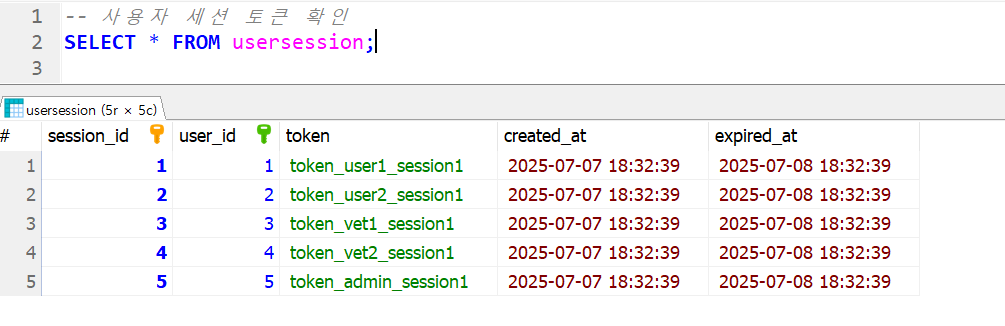 1 -- 사용자 세션 토큰 확인
2 SELECT * FROM usersession;
3
usersession (5r × 5c)
# session_id user_id token created_at expired_at
1 1 1 token_user1_session1 2025-07-07 18:32:39 2025-07-08 18:32:39
2 2 2 token_user2_session1 2025-07-07 18:32:39 2025-07-08 18:32:39
3 3 3 token_vet1_session1 2025-07-07 18:32:39 2025-07-08 18:32:39
4 4 4 token_vet2_session1 2025-07-07 18:32:39 2025-07-08 18:32:39
5 5 5 token_admin_session1 2025-07-07 18:32:39 2025-07-08 18:32:39